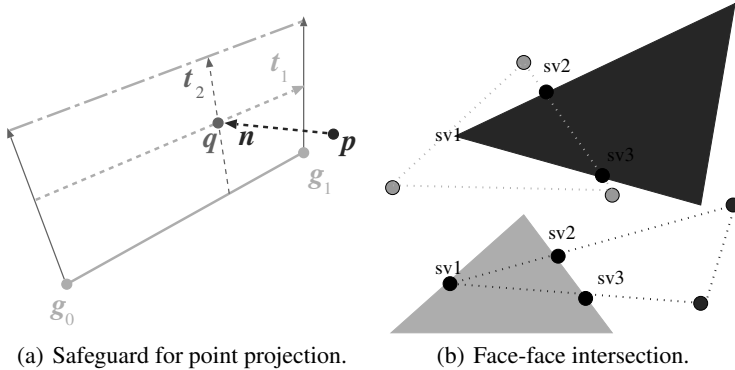 t1
t2
q
n
p
g1
g0
sv2
sv1
sv3
sv2
sv1
sv3
(a) Safeguard for point projection.
(b) Face-face intersection.